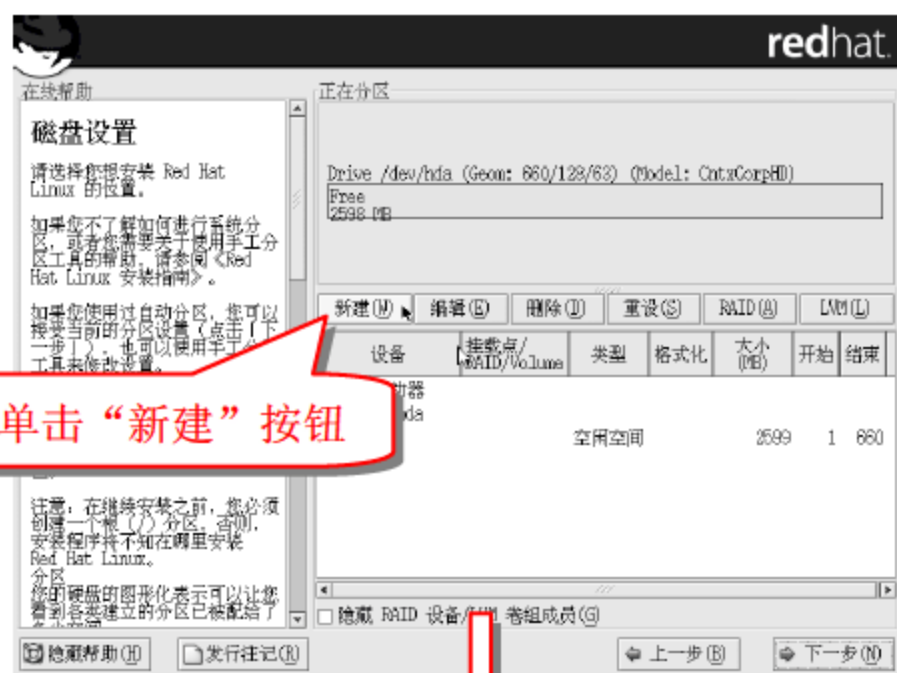 redhat.
在线帮助
磁盘设置
请选择您想安装 Red Hat
Linux 的位置。
如果您不了解如何进行系统分
区，或者您需要关于使用手工分
区工具的帮助，请参阅《Red
Hat Linux 安装指南》。
如果您使用过自动分区，您可以
接受当前的分区设置（点击［下
一步］），也可以使用手工分
工具来修改设置。
注意：在继续安装之前，您必须
创建一个根（/）分区，否则，
安装程序将不知在哪里安装
Red Hat Linux。
分区
您的硬盘的图形化表示可以让您
看到各类建立的分区已被配给了
正在分区
Drive /dev/hda (Geom: 660/128/63) (Model: CntxCorpHD)
Free
2598 MB
新建(W) 编辑(E) 删除(D) 重设(S) RAID(A) LVM(L)
设备 挂载点/
RAID/Volume 类型 格式化 大小
(MB) 开始 结束
动器
da
空闲空间 2599 1 660
单击“新建”按钮
隐藏 RAID 设备/LVM 卷组成员(G)
隐藏帮助(H) 发行注记(R) 上一步(B) 下一步(N)